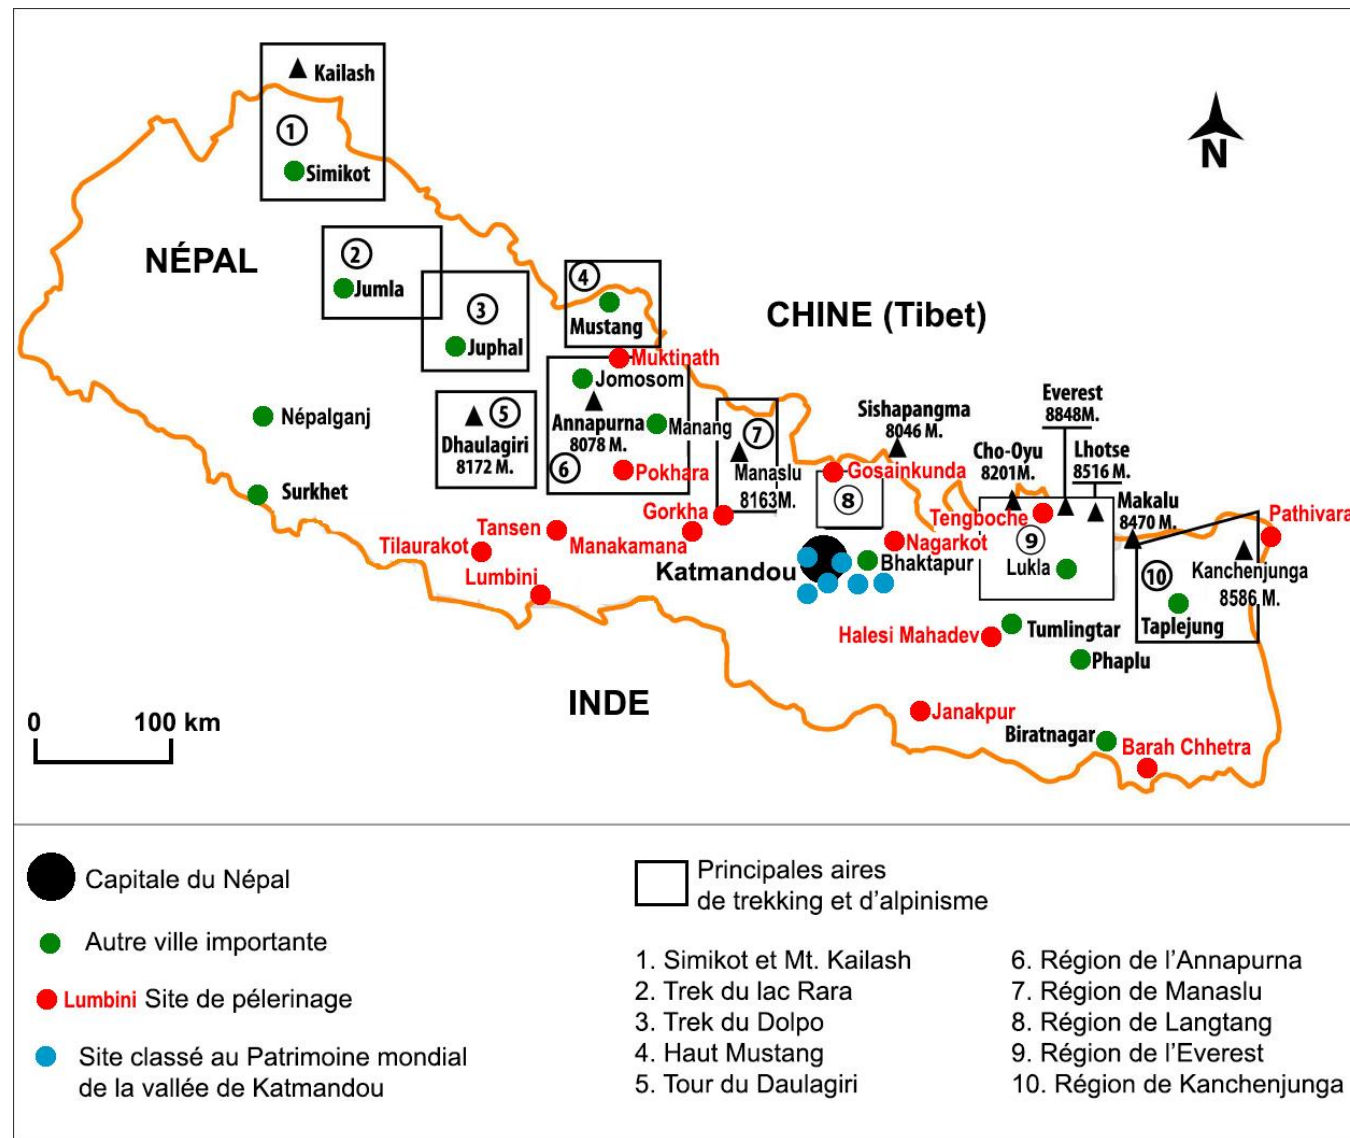 Kailash
1
Simikot
N
NÉPAL
2
Jumla
3
Juphal
4
Mustang
CHINE (Tibet)
Muktinath
Jomosom
Annapurna
8078 M.
Manang
6
Pokhara
5
Dhaulagiri
8172 M.
7
Manaslu
8163M.
Népalganj
Surkhet
Sishapangma
8046 M.
Everest
8848M.
Cho-Oyu
8201M.
Lhotse
8516 M.
Makalu
8470 M.
Gosainkunda
8
Gorkha
Tansen
Manakamana
Tilaurakot
Lumbini
Nagarkot
Katmandou
Bhaktapur
Tengboche
9
Lukla
Pathivara
Kanchenjunga
8586 M.
10
Taplejung
Halesi Mahadev
Tumlingtar
Phaplu
INDE
Janakpur
Biratnagar
Barah Chhetra
0 100 km
Capitale du Népal
Autre ville importante
Lumbini Site de pélerinage
Site classé au Patrimoine mondial
de la vallée de Katmandou
Principales aires
de trekking et d'alpinisme
1. Simikot et Mt. Kailash
2. Trek du lac Rara
3. Trek du Dolpo
4. Haut Mustang
5. Tour du Daulagiri
6. Région de l'Annapurna
7. Région de Manaslu
8. Région de Langtang
9. Région de l'Everest
10. Région de Kanchenjunga